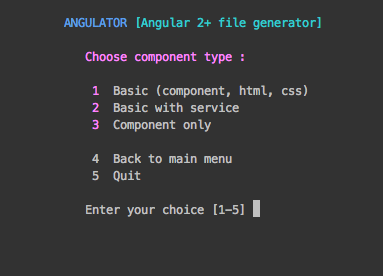 ANGULATOR [Angular 2+ file generator]
Choose component type :
1 Basic (component, html, css)
2 Basic with service
3 Component only
4 Back to main menu
5 Quit
Enter your choice [1-5]